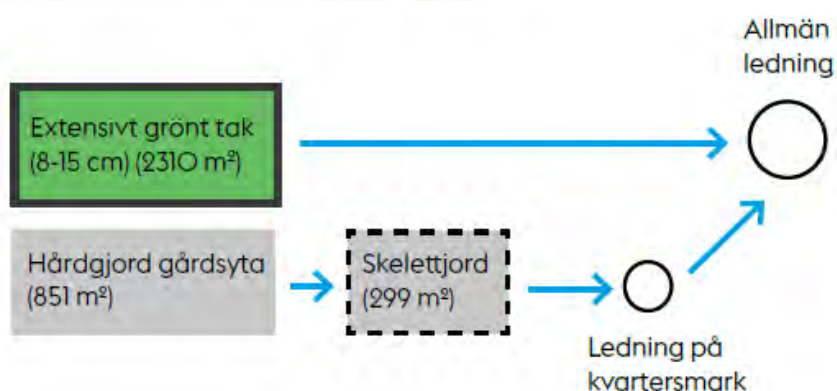 Allmän
ledning
Extensivt grönt tak
(8-15 cm) (2310 m²)
Hårdgjord gårdsyta
(851 m²)
Skelettjord
(299 m²)
Ledning på
kvartersmark